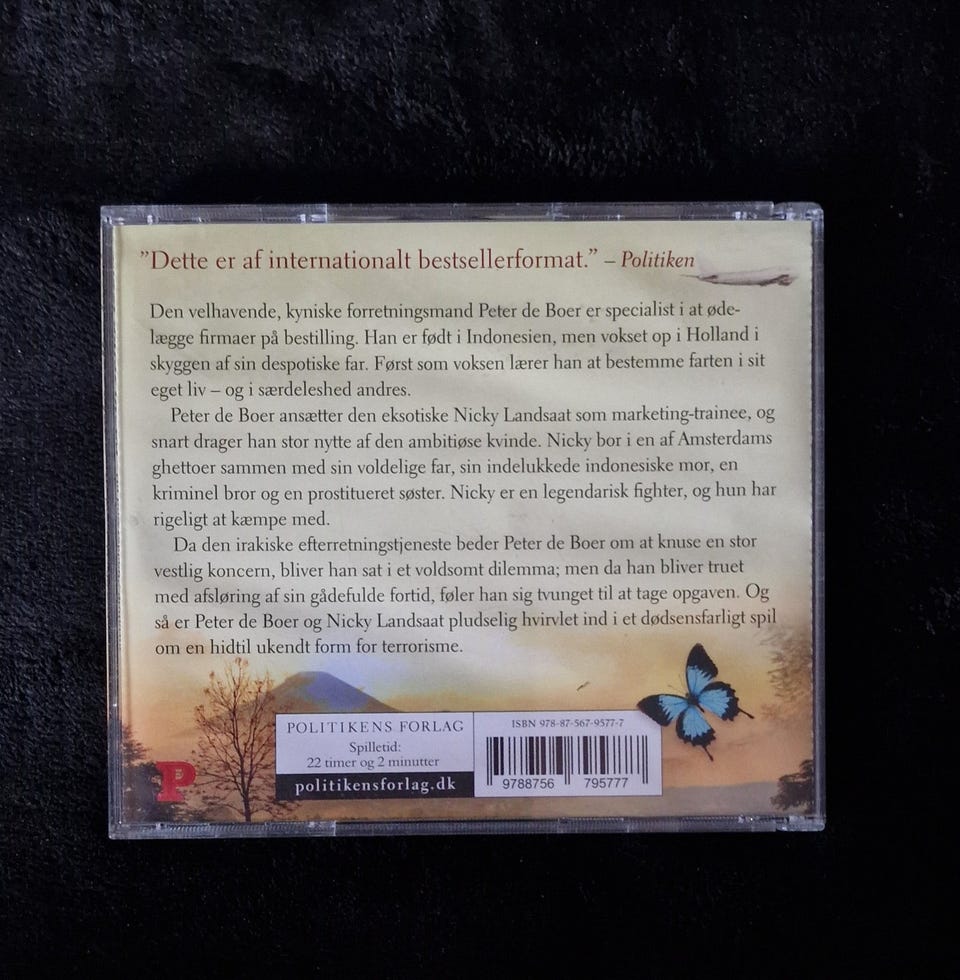 ”Dette er af internationalt bestsellerformat.” – Politiken
Den velhavende, kyniske forretningsmand Peter de Boer er specialist i at øde-
lægge firmaer på bestilling. Han er født i Indonesien, men vokset op i Holland i
skyggen af sin despotiske far. Først som voksen lærer han at bestemme farten i sit
eget liv – og i særdeleshed andres.
Peter de Boer ansætter den eksotiske Nicky Landsaat som marketing-trainee, og
snart drager han stor nytte af den ambitiøse kvinde. Nicky bor i en af Amsterdams
ghettoer sammen med sin voldelige far, sin indelukkede indonesiske mor, en
kriminel bror og en prostitueret søster. Nicky er en legendarisk fighter, og hun har
rigeligt at kæmpe med.
Da den irakiske efterretningstjeneste beder Peter de Boer om at knuse en stor
vestlig koncern, bliver han sat i et voldsomt dilemma; men da han bliver truet
med afsløring af sin gådefulde fortid, føler han sig tvunget til at tage opgaven. Og
så er Peter de Boer og Nicky Landsaat pludselig hvirvlet ind i et dødsensfarligt spil
om en hidtil ukendt form for terrorisme.
POLITIKENS FORLAG
Spilletid:
22 timer og 2 minutter
politikensforlag.dk
ISBN 978-87-567-9577-7
9788756 795777
P